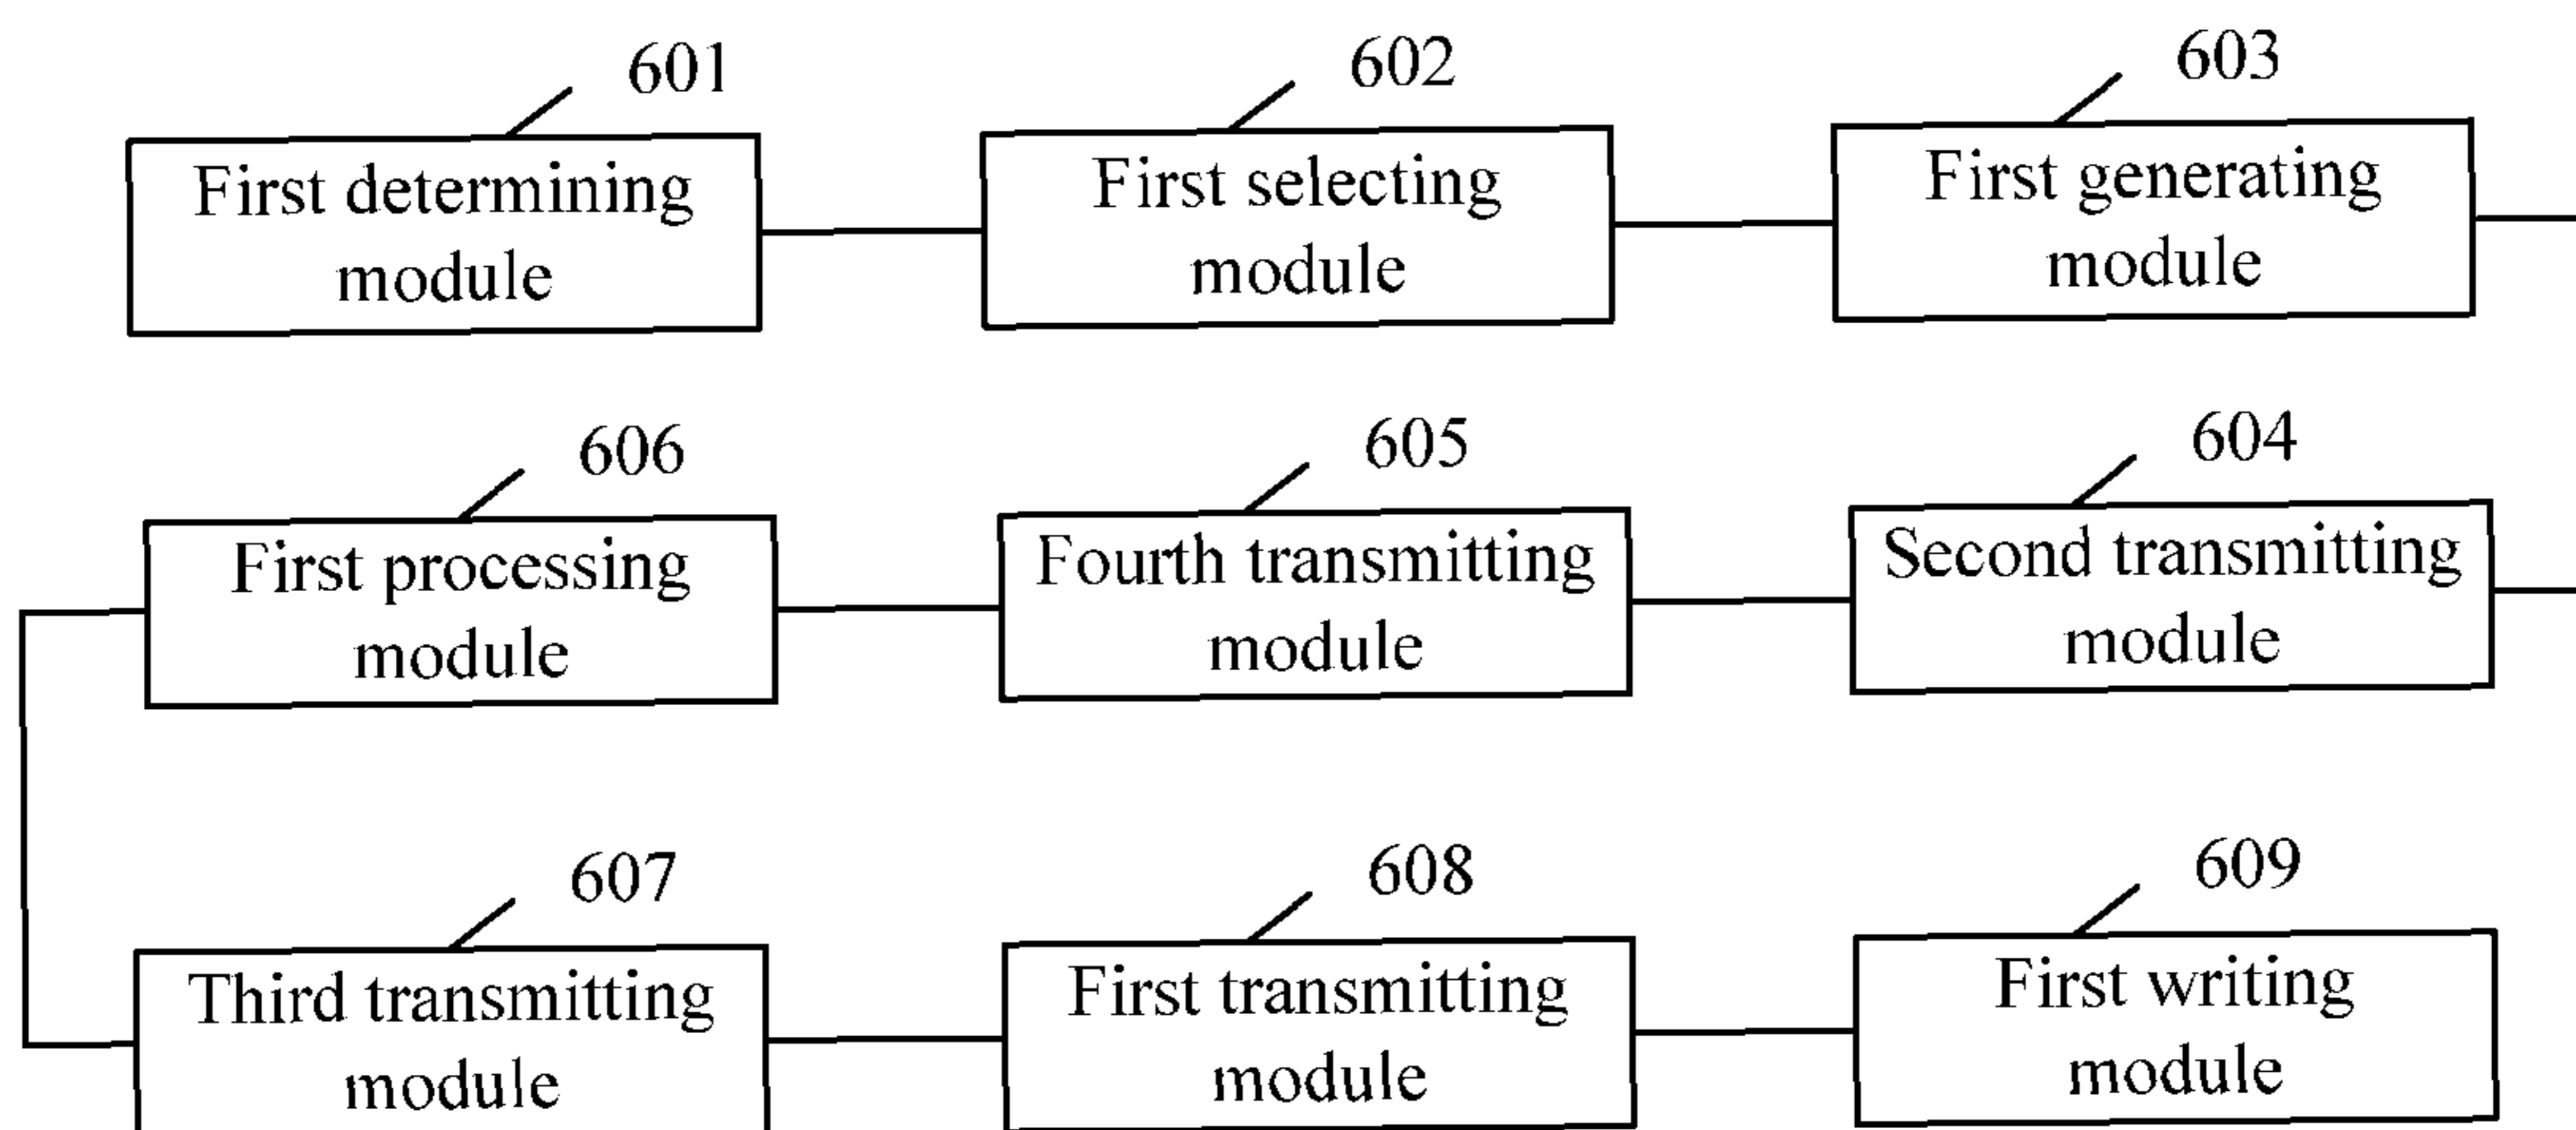 601
First determining
module
602
First selecting
module
603
First generating
module
606
First processing
module
605
Fourth transmitting
module
604
Second transmitting
module
607
Third transmitting
module
608
First transmitting
module
609
First writing
module